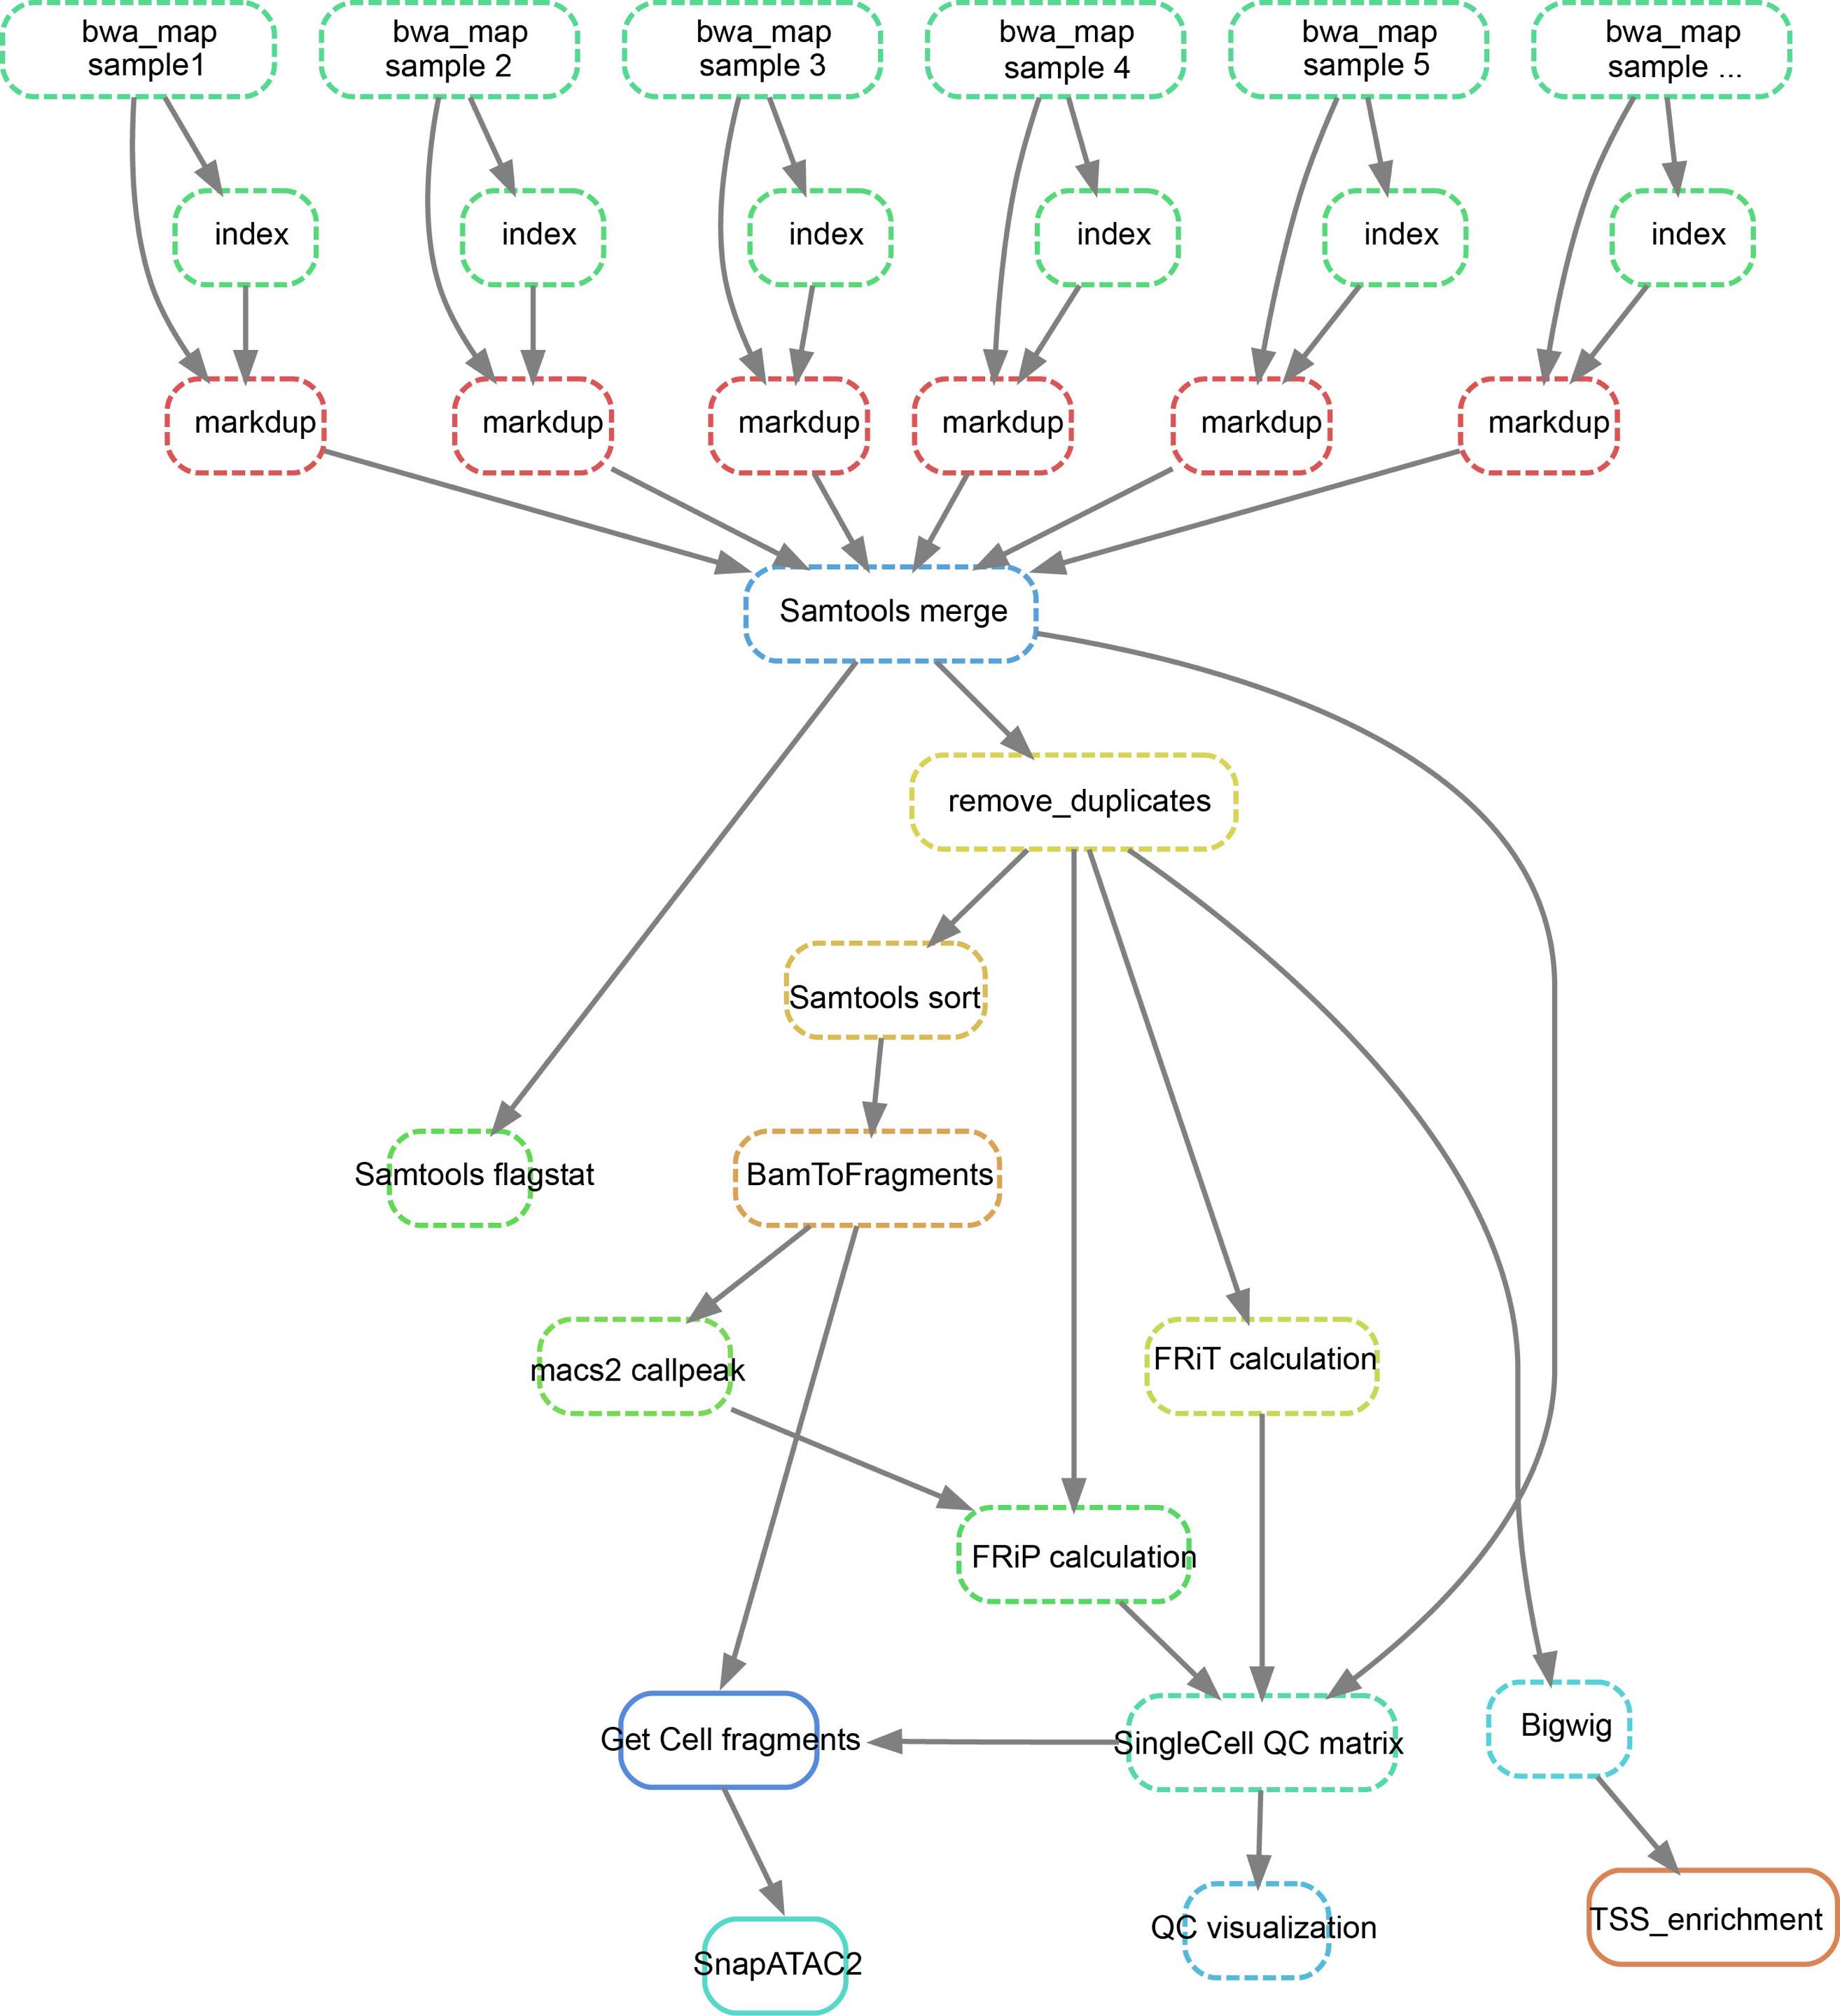 bwa_map
sample1
bwa_map
sample 2
bwa_map
sample 3
bwa_map
sample 4
bwa_map
sample 5
bwa_map
sample ...
index
index
index
index
index
index
markdup
markdup
markdup
markdup
markdup
markdup
Samtools merge
remove_duplicates
Samtools sort
Samtools flagstat
BamToFragments
macs2 callpeak
FRiT calculation
FRiP calculation
Get Cell fragments
SingleCell QC matrix
Bigwig
SnapATAC2
QC visualization
TSS_enrichment